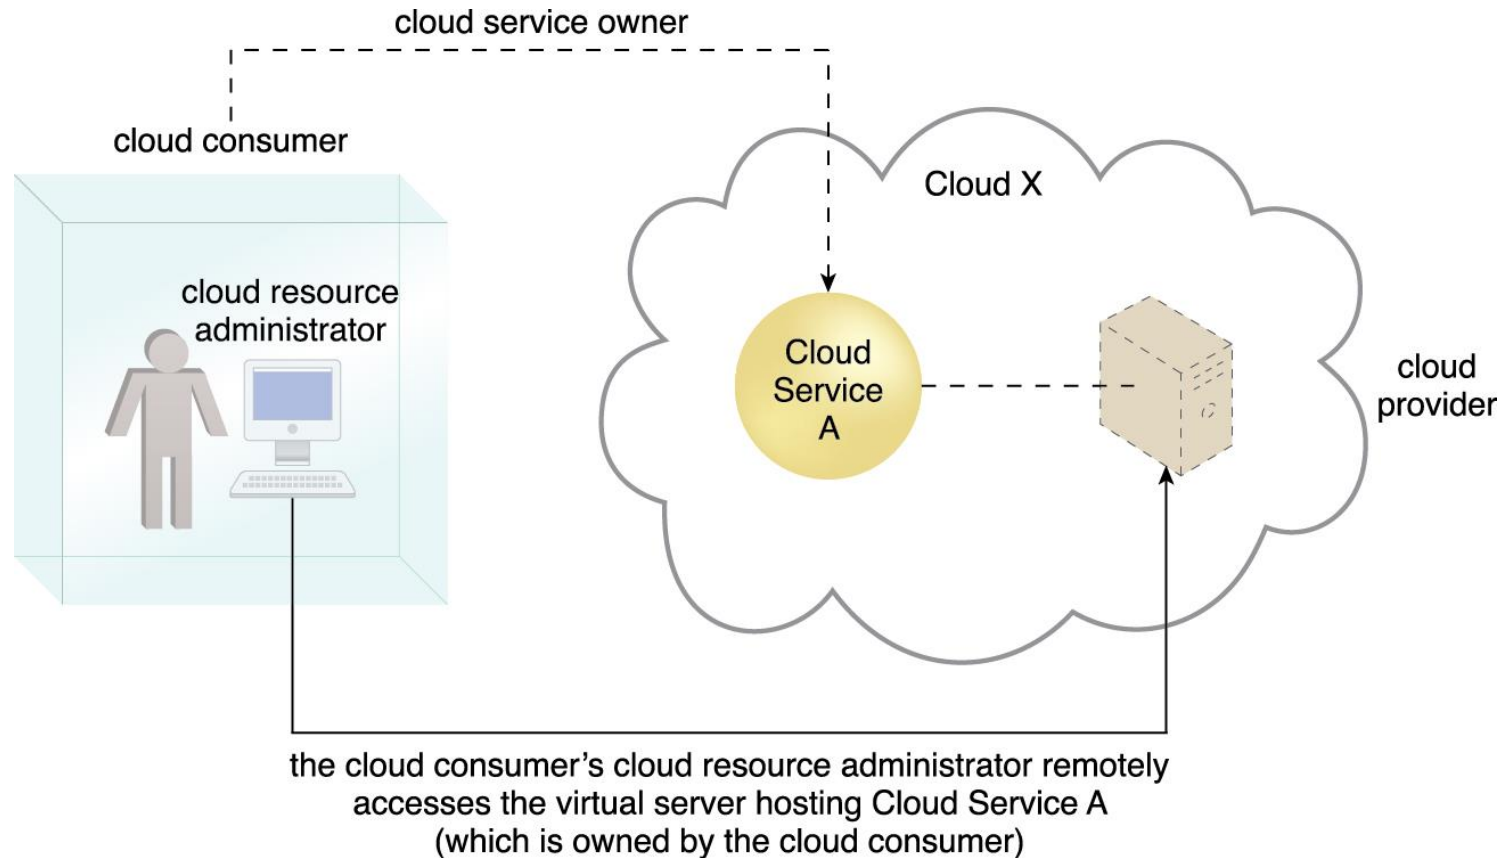 cloud service owner
cloud consumer
cloud resource
administrator
Cloud X
Cloud
Service
A
cloud
provider
the cloud consumer’s cloud resource administrator remotely
accesses the virtual server hosting Cloud Service A
(which is owned by the cloud consumer)